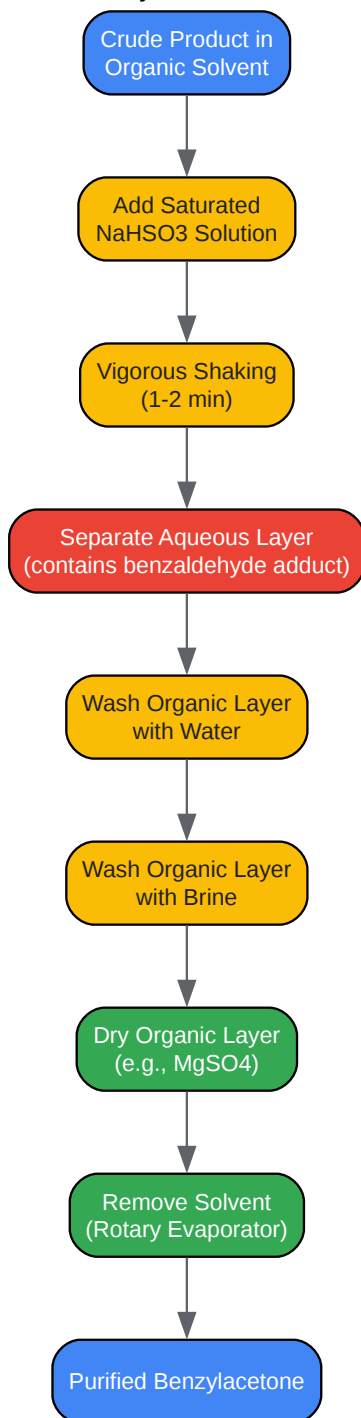 Crude Product in
Organic Solvent
Add Saturated
NaHSO3 Solution
Vigorous Shaking
(1-2 min)
Separate Aqueous Layer
(contains benzaldehyde adduct)
Wash Organic Layer
with Water
Wash Organic Layer
with Brine
Dry Organic Layer
(e.g., MgSO4)
Remove Solvent
(Rotary Evaporator)
Purified Benzylacetone